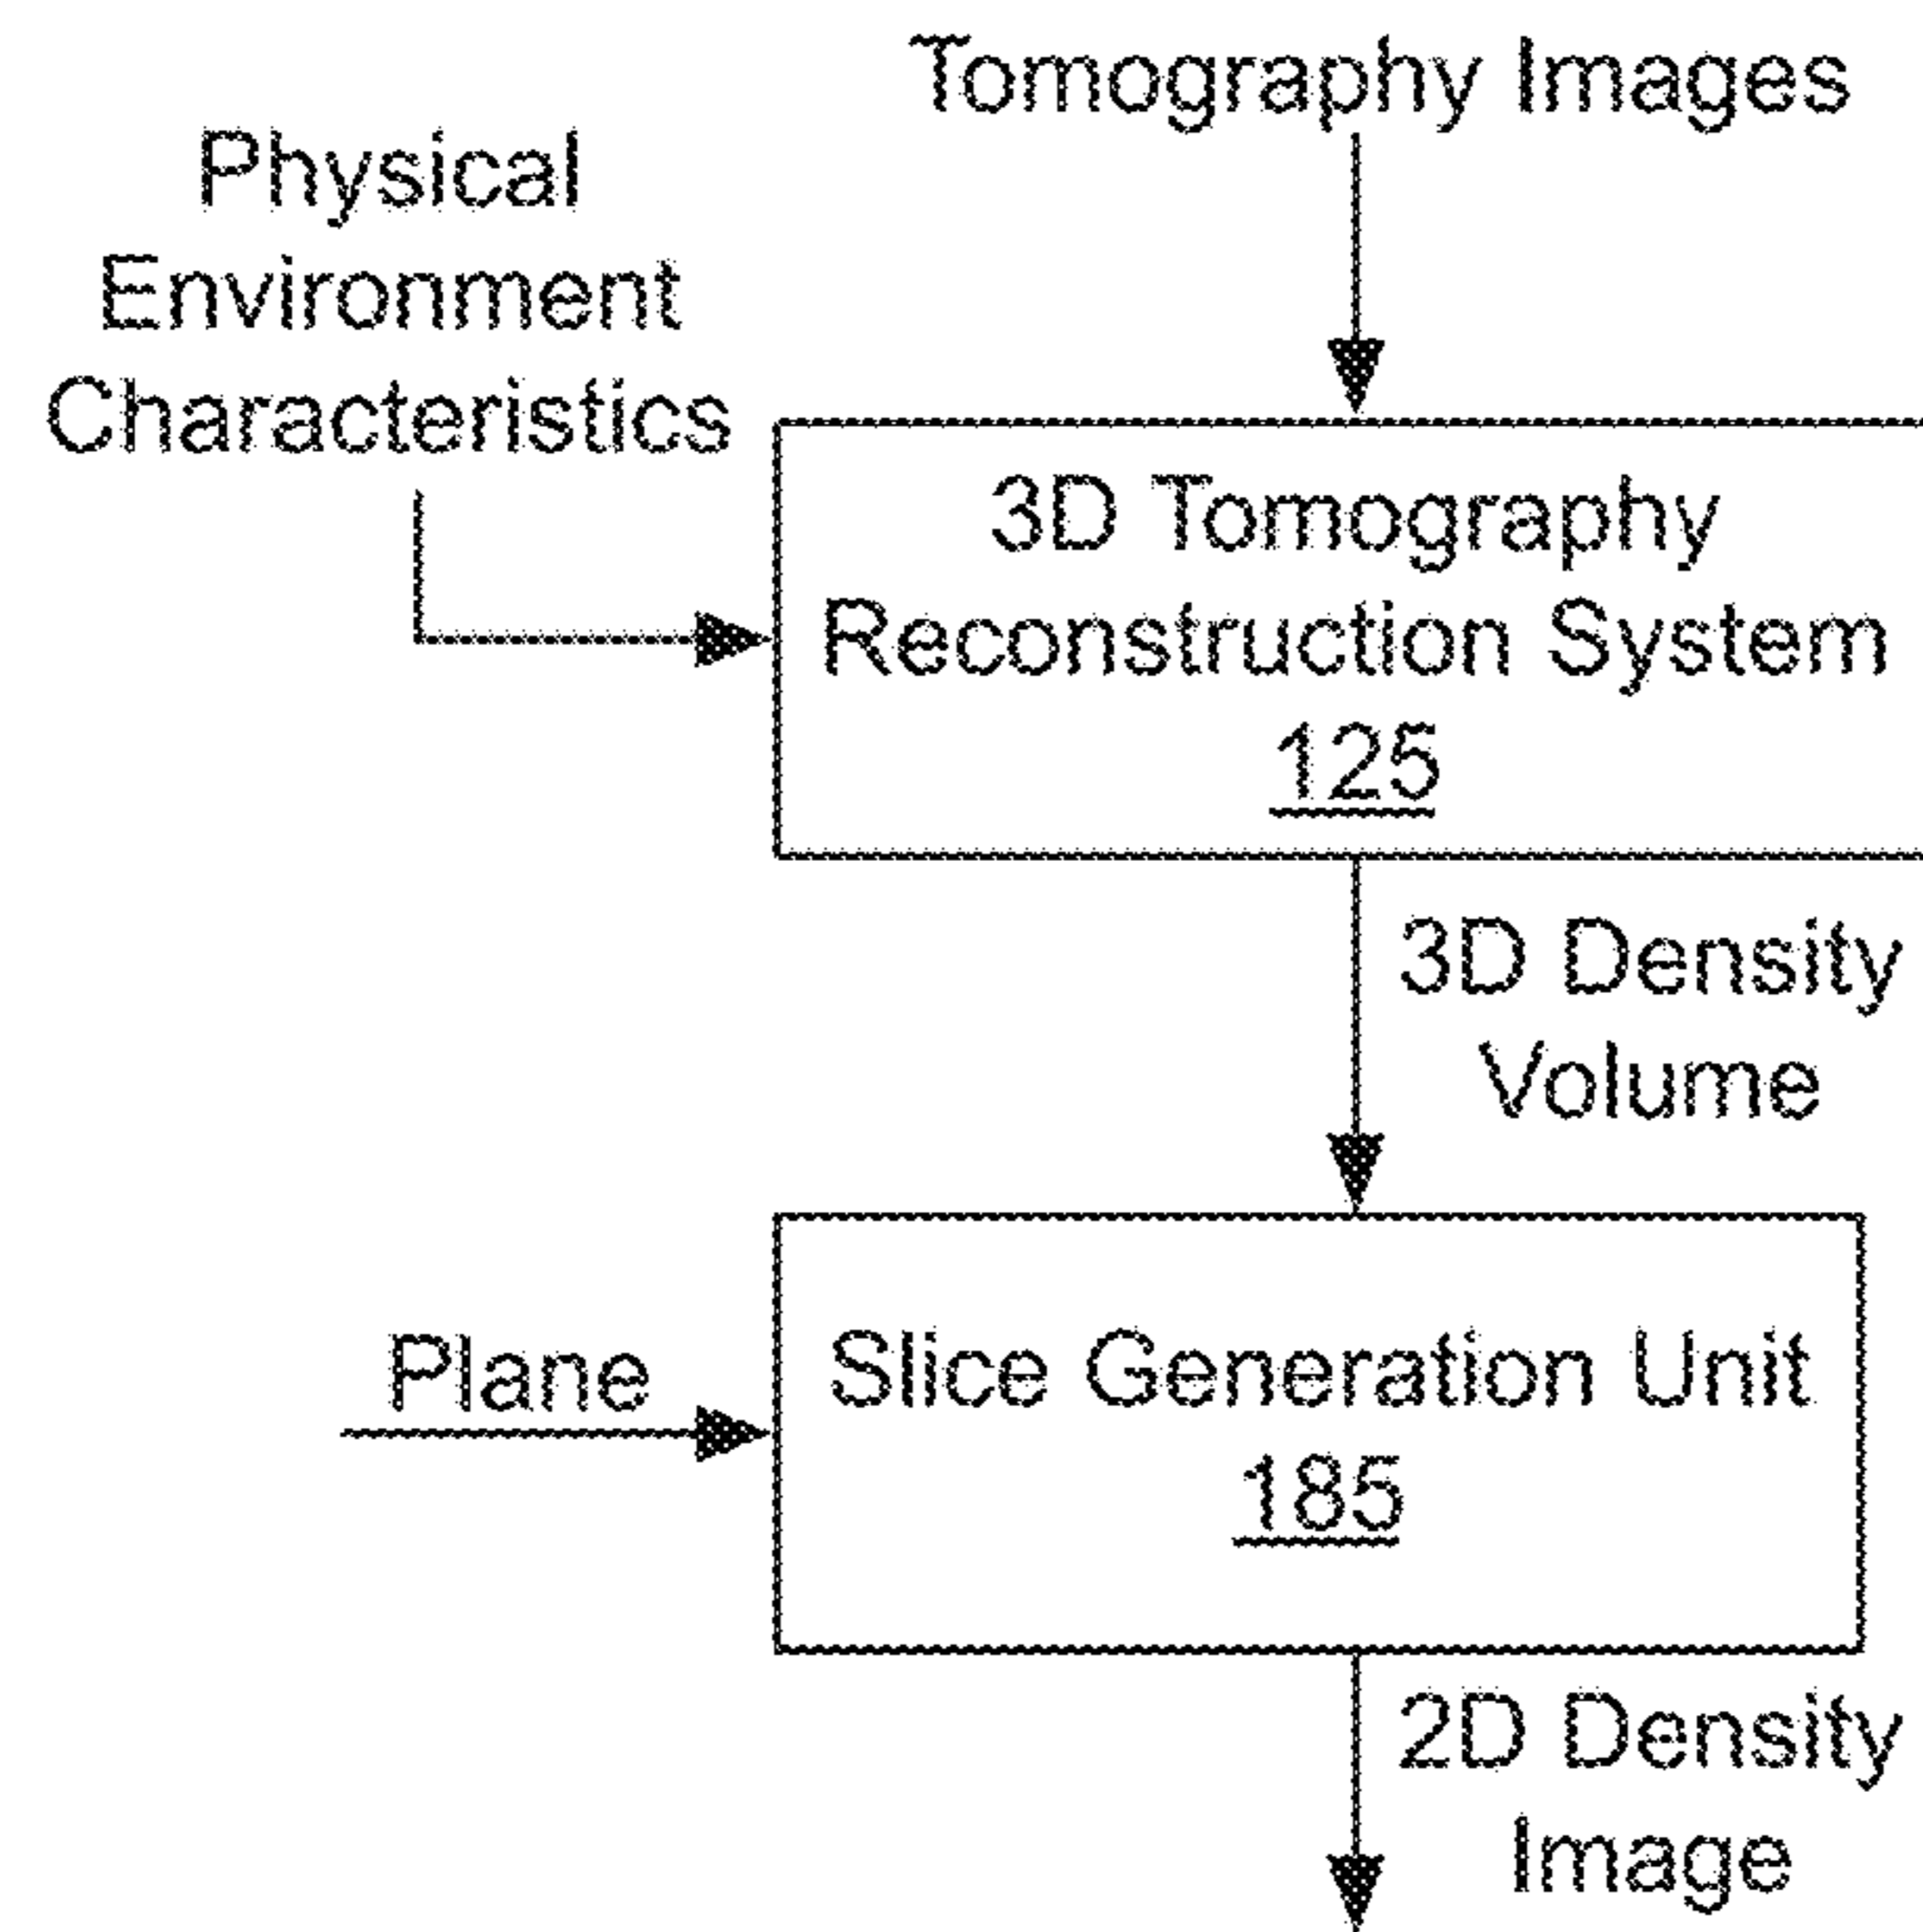 Tomography Images
Physical
Environment
Characteristics
3D Tomography
Reconstruction System
125
3D Density
Volume
Plane
Slice Generation Unit
185
2D Density
Image